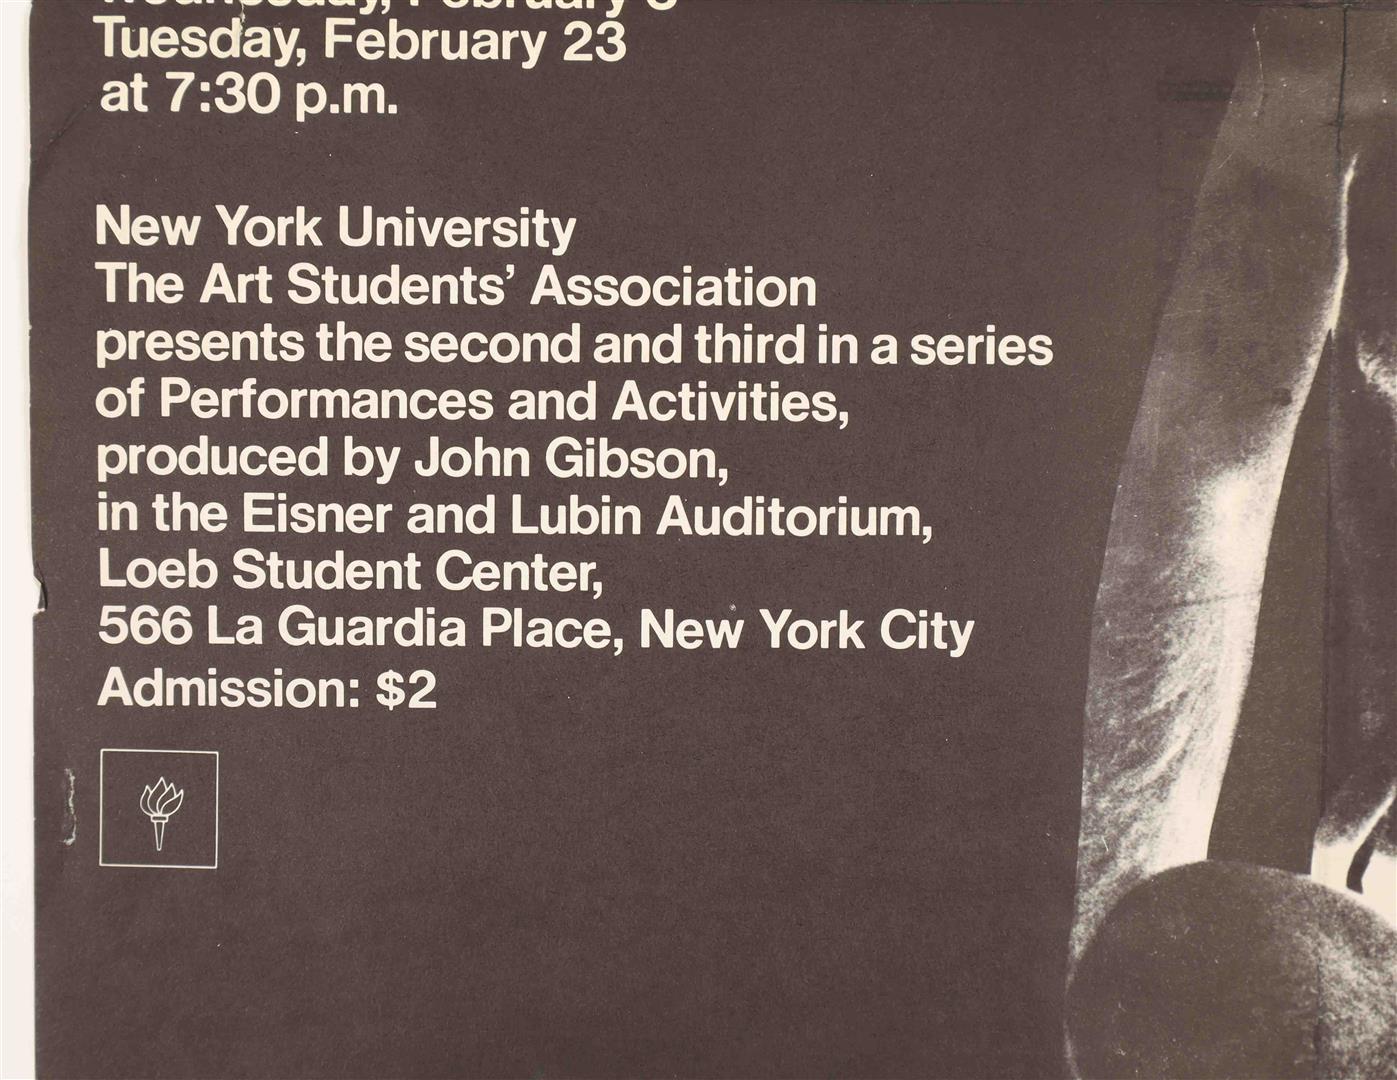 Tuesday, February 23
at 7:30 p.m.
New York University
The Art Students’ Association
presents the second and third in a series
of Performances and Activities,
produced by John Gibson,
in the Eisner and Lubin Auditorium,
Loeb Student Center,
566 La Guardia Place, New York City
Admission: $2